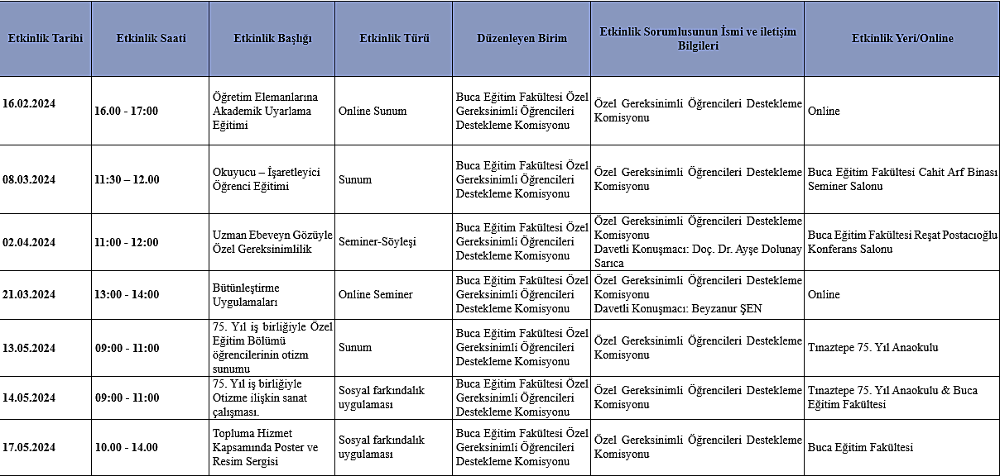 Etkinlik Tarihi
Etkinlik Saati
Etkinlik Başlığı
Etkinlik Türü
Düzenleyen Birim
Etkinlik Sorumlusunun İsmi ve iletişim
Bilgileri
Etkinlik Yeri/Online
16.02.2024
16.00 - 17:00
Öğretim Elemanlarına
Akademik Uyarlama
Eğitimi
Online Sunum
Buca Eğitim Fakültesi Özel
Gereksinimli Öğrencileri
Destekleme Komisyonu
Özel Gereksinimli Öğrencileri Destekleme
Komisyonu
Online
08.03.2024
11:30 – 12.00
Okuyucu – İşaretleyici
Öğrenci Eğitimi
Sunum
Buca Eğitim Fakültesi Özel
Gereksinimli Öğrencileri
Destekleme Komisyonu
Özel Gereksinimli Öğrencileri Destekleme
Komisyonu
Buca Eğitim Fakültesi Cahit Arf Binası
Seminer Salonu
02.04.2024
11:00 - 12:00
Uzman Ebeveyn Gözüyle
Özel Gereksinimlilik
Seminer-Söyleşi
Buca Eğitim Fakültesi Özel
Gereksinimli Öğrencileri
Destekleme Komisyonu
Özel Gereksinimli Öğrencileri Destekleme
Komisyonu
Davetli Konuşmacı: Doç. Dr. Ayşe Dolunay
Sarıca
Buca Eğitim Fakültesi Reşat Postacıoğlu
Konferans Salonu
21.03.2024
13:00 - 14:00
Bütünleştirme
Uygulamaları
Online Seminer
Buca Eğitim Fakültesi Özel
Gereksinimli Öğrencileri
Destekleme Komisyonu
Özel Gereksinimli Öğrencileri Destekleme
Komisyonu
Davetli Konuşmacı: Beyzanur ŞEN
Online
13.05.2024
09:00 - 11:00
75. Yıl iş birliğiyle Özel
Eğitim Bölümü
öğrencilerinin otizm
sunumu
Sunum
Buca Eğitim Fakültesi Özel
Gereksinimli Öğrencileri
Destekleme Komisyonu
Özel Gereksinimli Öğrencileri Destekleme
Komisyonu
Tınaztepe 75. Yıl Anaokulu
14.05.2024
09:00 - 11:00
75. Yıl iş birliğiyle
Otizme ilişkin sanat
çalışması.
Sosyal farkındalık
uygulaması
Buca Eğitim Fakültesi Özel
Gereksinimli Öğrencileri
Destekleme Komisyonu
Özel Gereksinimli Öğrencileri Destekleme
Komisyonu
Tınaztepe 75. Yıl Anaokulu & Buca
Eğitim Fakültesi
17.05.2024
10.00 - 14.00
Topluma Hizmet
Kapsamında Poster ve
Resim Sergisi
Sosyal farkındalık
uygulaması
Buca Eğitim Fakültesi Özel
Gereksinimli Öğrencileri
Destekleme Komisyonu
Özel Gereksinimli Öğrencileri Destekleme
Komisyonu
Buca Eğitim Fakültesi